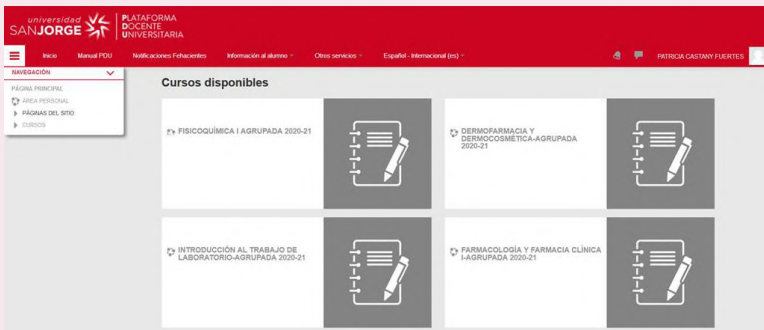 universidad
SANJORGE
PLATAFORMA
DOCENTE
UNIVERSITARIA
Inicio
Manual PDU
Notificaciones Fehacientes
Información al alumno
Otros servicios
Español - Internacional (es)
PATRICIA CASTANY FUERTES
NAVEGACIÓN
PÁGINA PRINCIPAL
ÁREA PERSONAL
PÁGINAS DEL SITIO
CURSOS
Cursos disponibles
FISICOQUÍMICA I AGRUPADA 2020-21
DERMOFARMACIA Y
DERMOCOSMÉTICA-AGRUPADA
2020-21
INTRODUCCIÓN AL TRABAJO DE
LABORATORIO-AGRUPADA 2020-21
FARMACOLOGÍA Y FARMACIA CLÍNICA
I-AGRUPADA 2020-21